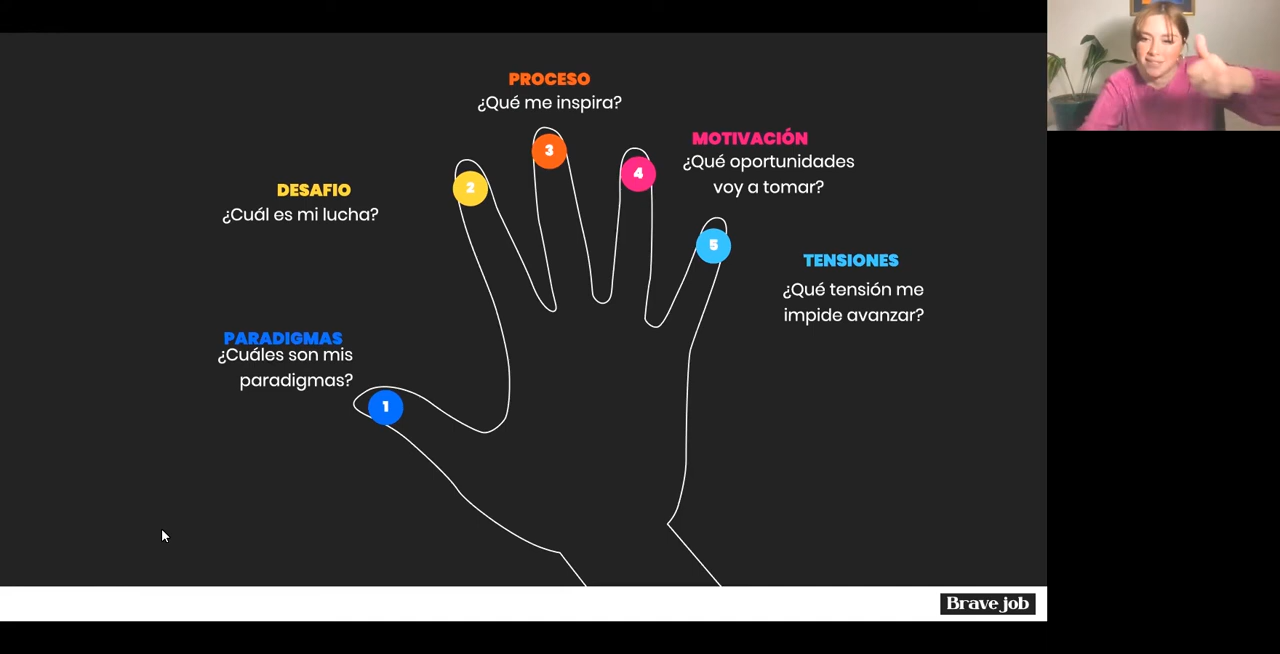 PROCESO
¿Qué me inspira?
3
MOTIVACIÓN
¿Qué oportunidades
voy a tomar?
4
DESAFIO
¿Cuál es mi lucha?
2
TENSIONES
¿Qué tensión me
impide avanzar?
5
PARADIGMAS
¿Cuáles son mis
paradigmas?
1
Brave job